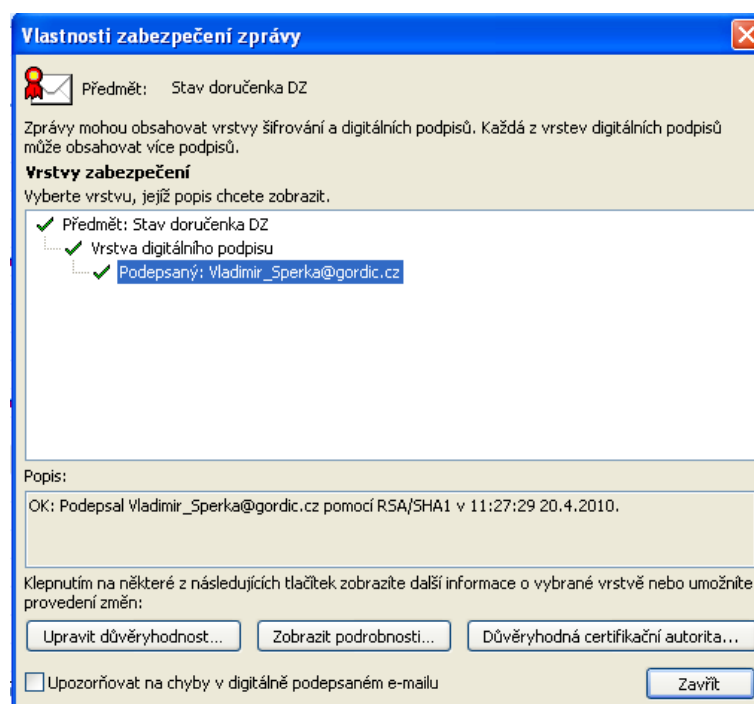 Vlastnosti zabezpečení zprávy
Předmět: Stav doručenka DZ
Zprávy mohou obsahovat vrstvy šifrování a digitálních podpisů. Každá z vrstev digitálních podpisů
může obsahovat více podpisů.
Vrstvy zabezpečení
Vyberte vrstvu, jejíž popis chcete zobrazit.
Předmět: Stav doručenka DZ
Vrstva digitálního podpisu
Podepsaný: Vladimir_Sperka@gordic.cz
Popis:
OK: Podepsal Vladimir_Sperka@gordic.cz pomocí RSA/SHA1 v 11:27:29 20.4.2010.
Klepnutím na některé z následujících tlačítek zobrazíte další informace o vybrané vrstvě nebo umožníte
provedení změn:
Upravit důvěryhodnost... Zobrazit podrobnosti... Důvěryhodná certifikační autorita...
Upozorňovat na chyby v digitálně podepsaném e-mailu Zavřít